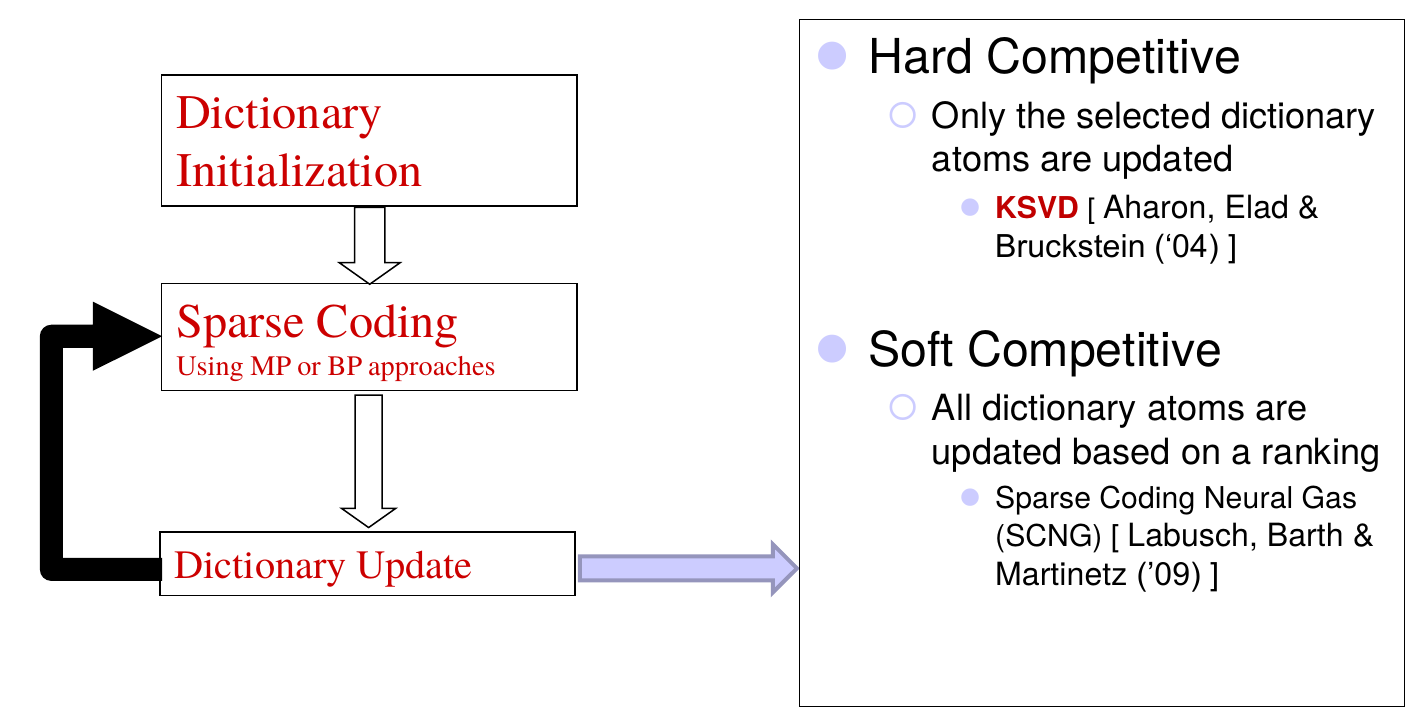 Dictionary
Initialization
Sparse Coding
Using MP or BP approaches
Dictionary Update
Hard Competitive
Only the selected dictionary
atoms are updated
KSVD [ Aharon, Elad &
Bruckstein (‘04) ]
Soft Competitive
All dictionary atoms are
updated based on a ranking
Sparse Coding Neural Gas
(SCNG) [ Labusch, Barth &
Martinetz (’09) ]